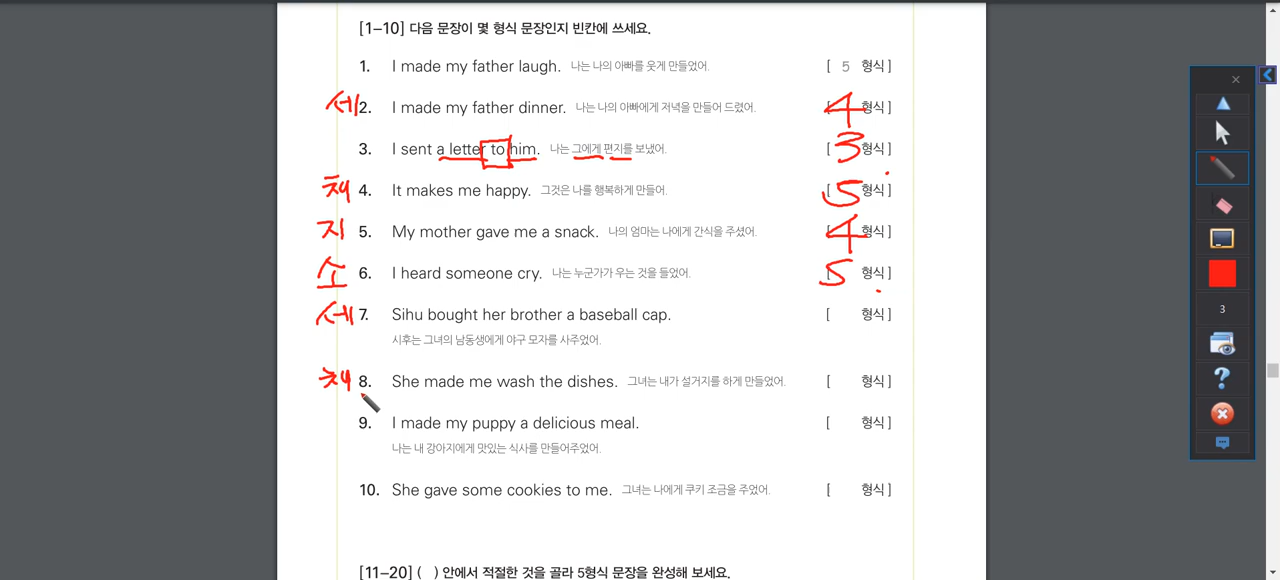 [1–10] 다음 문장이 몇 형식 문장인지 빈칸에 쓰세요.
1. I made my father laugh. 나는 나의 아빠를 웃게 만들었어. [ 5 형식 ]
세 2. I made my father dinner. 나는 나의 아빠에게 저녁을 만들어 드렸어. [ 4 형식 ]
3. I sent a letter to him. 나는 그에게 편지를 보냈어. [ 3 형식 ]
4. It makes me happy. 그것은 나를 행복하게 만들어. [ 5 형식 ]
지 5. My mother gave me a snack. 나의 엄마는 나에게 간식을 주셨어. [ 4 형식 ]
소 6. I heard someone cry. 나는 누군가가 우는 것을 들었어. [ 5 형식 ]
세 7. Sihu bought her brother a baseball cap. [ 형식 ]
시후는 그녀의 남동생에게 야구 모자를 사주었어.
8. She made me wash the dishes. 그녀는 내가 설거지를 하게 만들었어. [ 형식 ]
9. I made my puppy a delicious meal. [ 형식 ]
나는 내 강아지에게 맛있는 식사를 만들어주었어.
10. She gave some cookies to me. 그녀는 나에게 쿠키 조금을 주었어. [ 형식 ]
[11–20] ( ) 안에서 적절한 것을 골라 5형식 문장을 완성해 보세요.
3